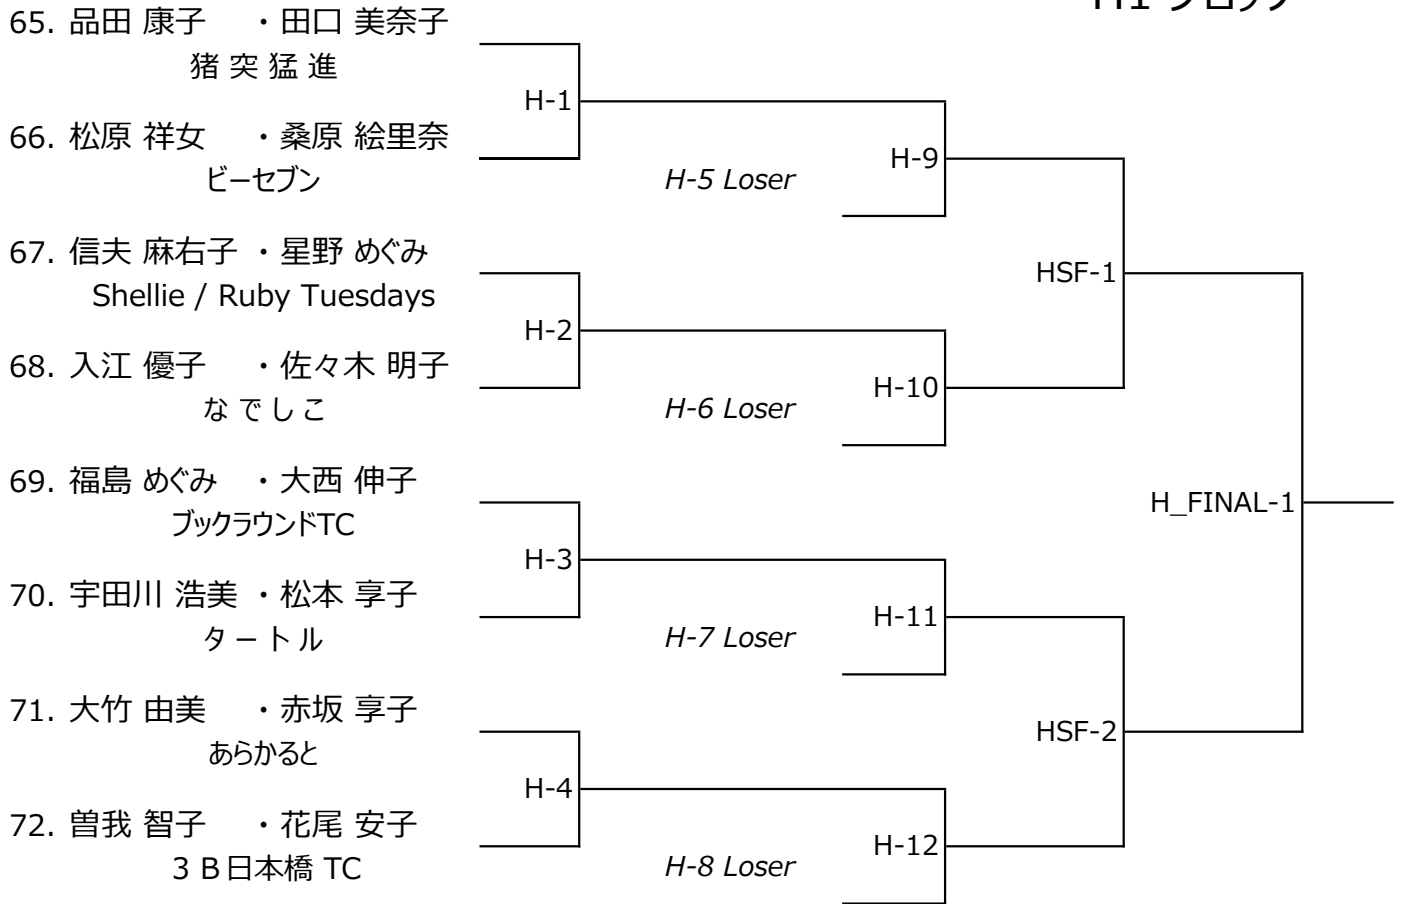 H1 ブロック
65. 品田 康子 ・田口 美奈子
猪 突 猛 進
H-1
66. 松原 祥女 ・桑原 絵里奈
ビーセブン
H-5 Loser
H-9
67. 信夫 麻右子 ・星野 めぐみ
Shellie / Ruby Tuesdays
HSF-1
H-2
68. 入江 優子 ・佐々木 明子
な で し こ
H-6 Loser
H-10
69. 福島 めぐみ ・大西 伸子
ブックラウンドTC
H_FINAL-1
H-3
70. 宇田川 浩美 ・松本 享子
タ ー ト ル
H-7 Loser
H-11
71. 大竹 由美 ・赤坂 享子
あらかると
HSF-2
H-4
72. 曽我 智子 ・花尾 安子
３Ｂ日本橋 TC
H-8 Loser
H-12